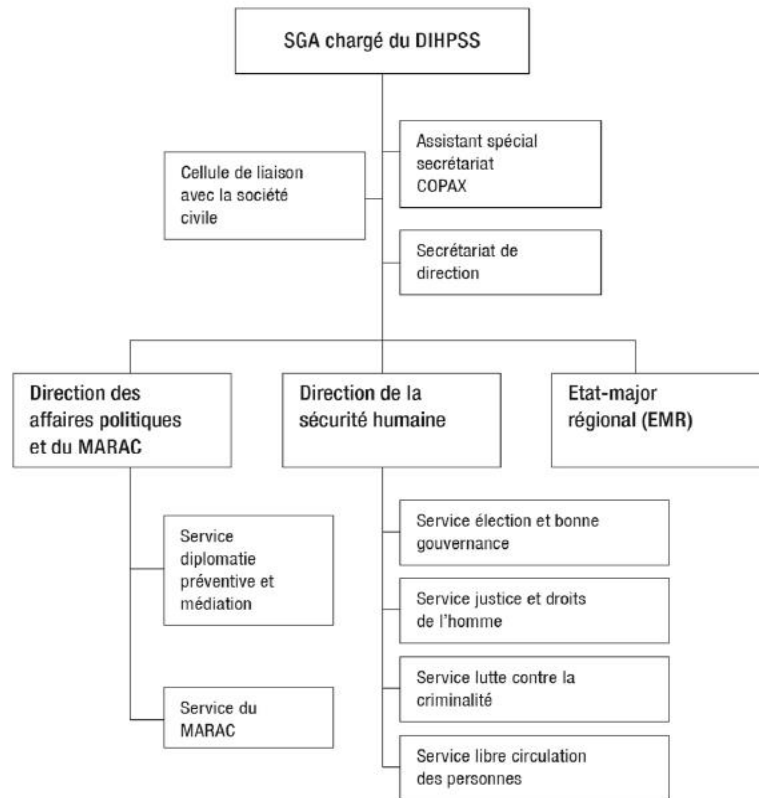 SGA chargé du DIHPSS
Assistant spécial
secrétariat
COPAX
Cellule de liaison
avec la société
civile
Secrétariat de
direction
Direction des
affaires politiques
et du MARAC
Direction de la
sécurité humaine
Etat-major
régional (EMR)
Service
diplomatie
préventive et
médiation
Service du
MARAC
Service élection et bonne
gouvernance
Service justice et droits
de l'homme
Service lutte contre la
criminalité
Service libre circulation
des personnes